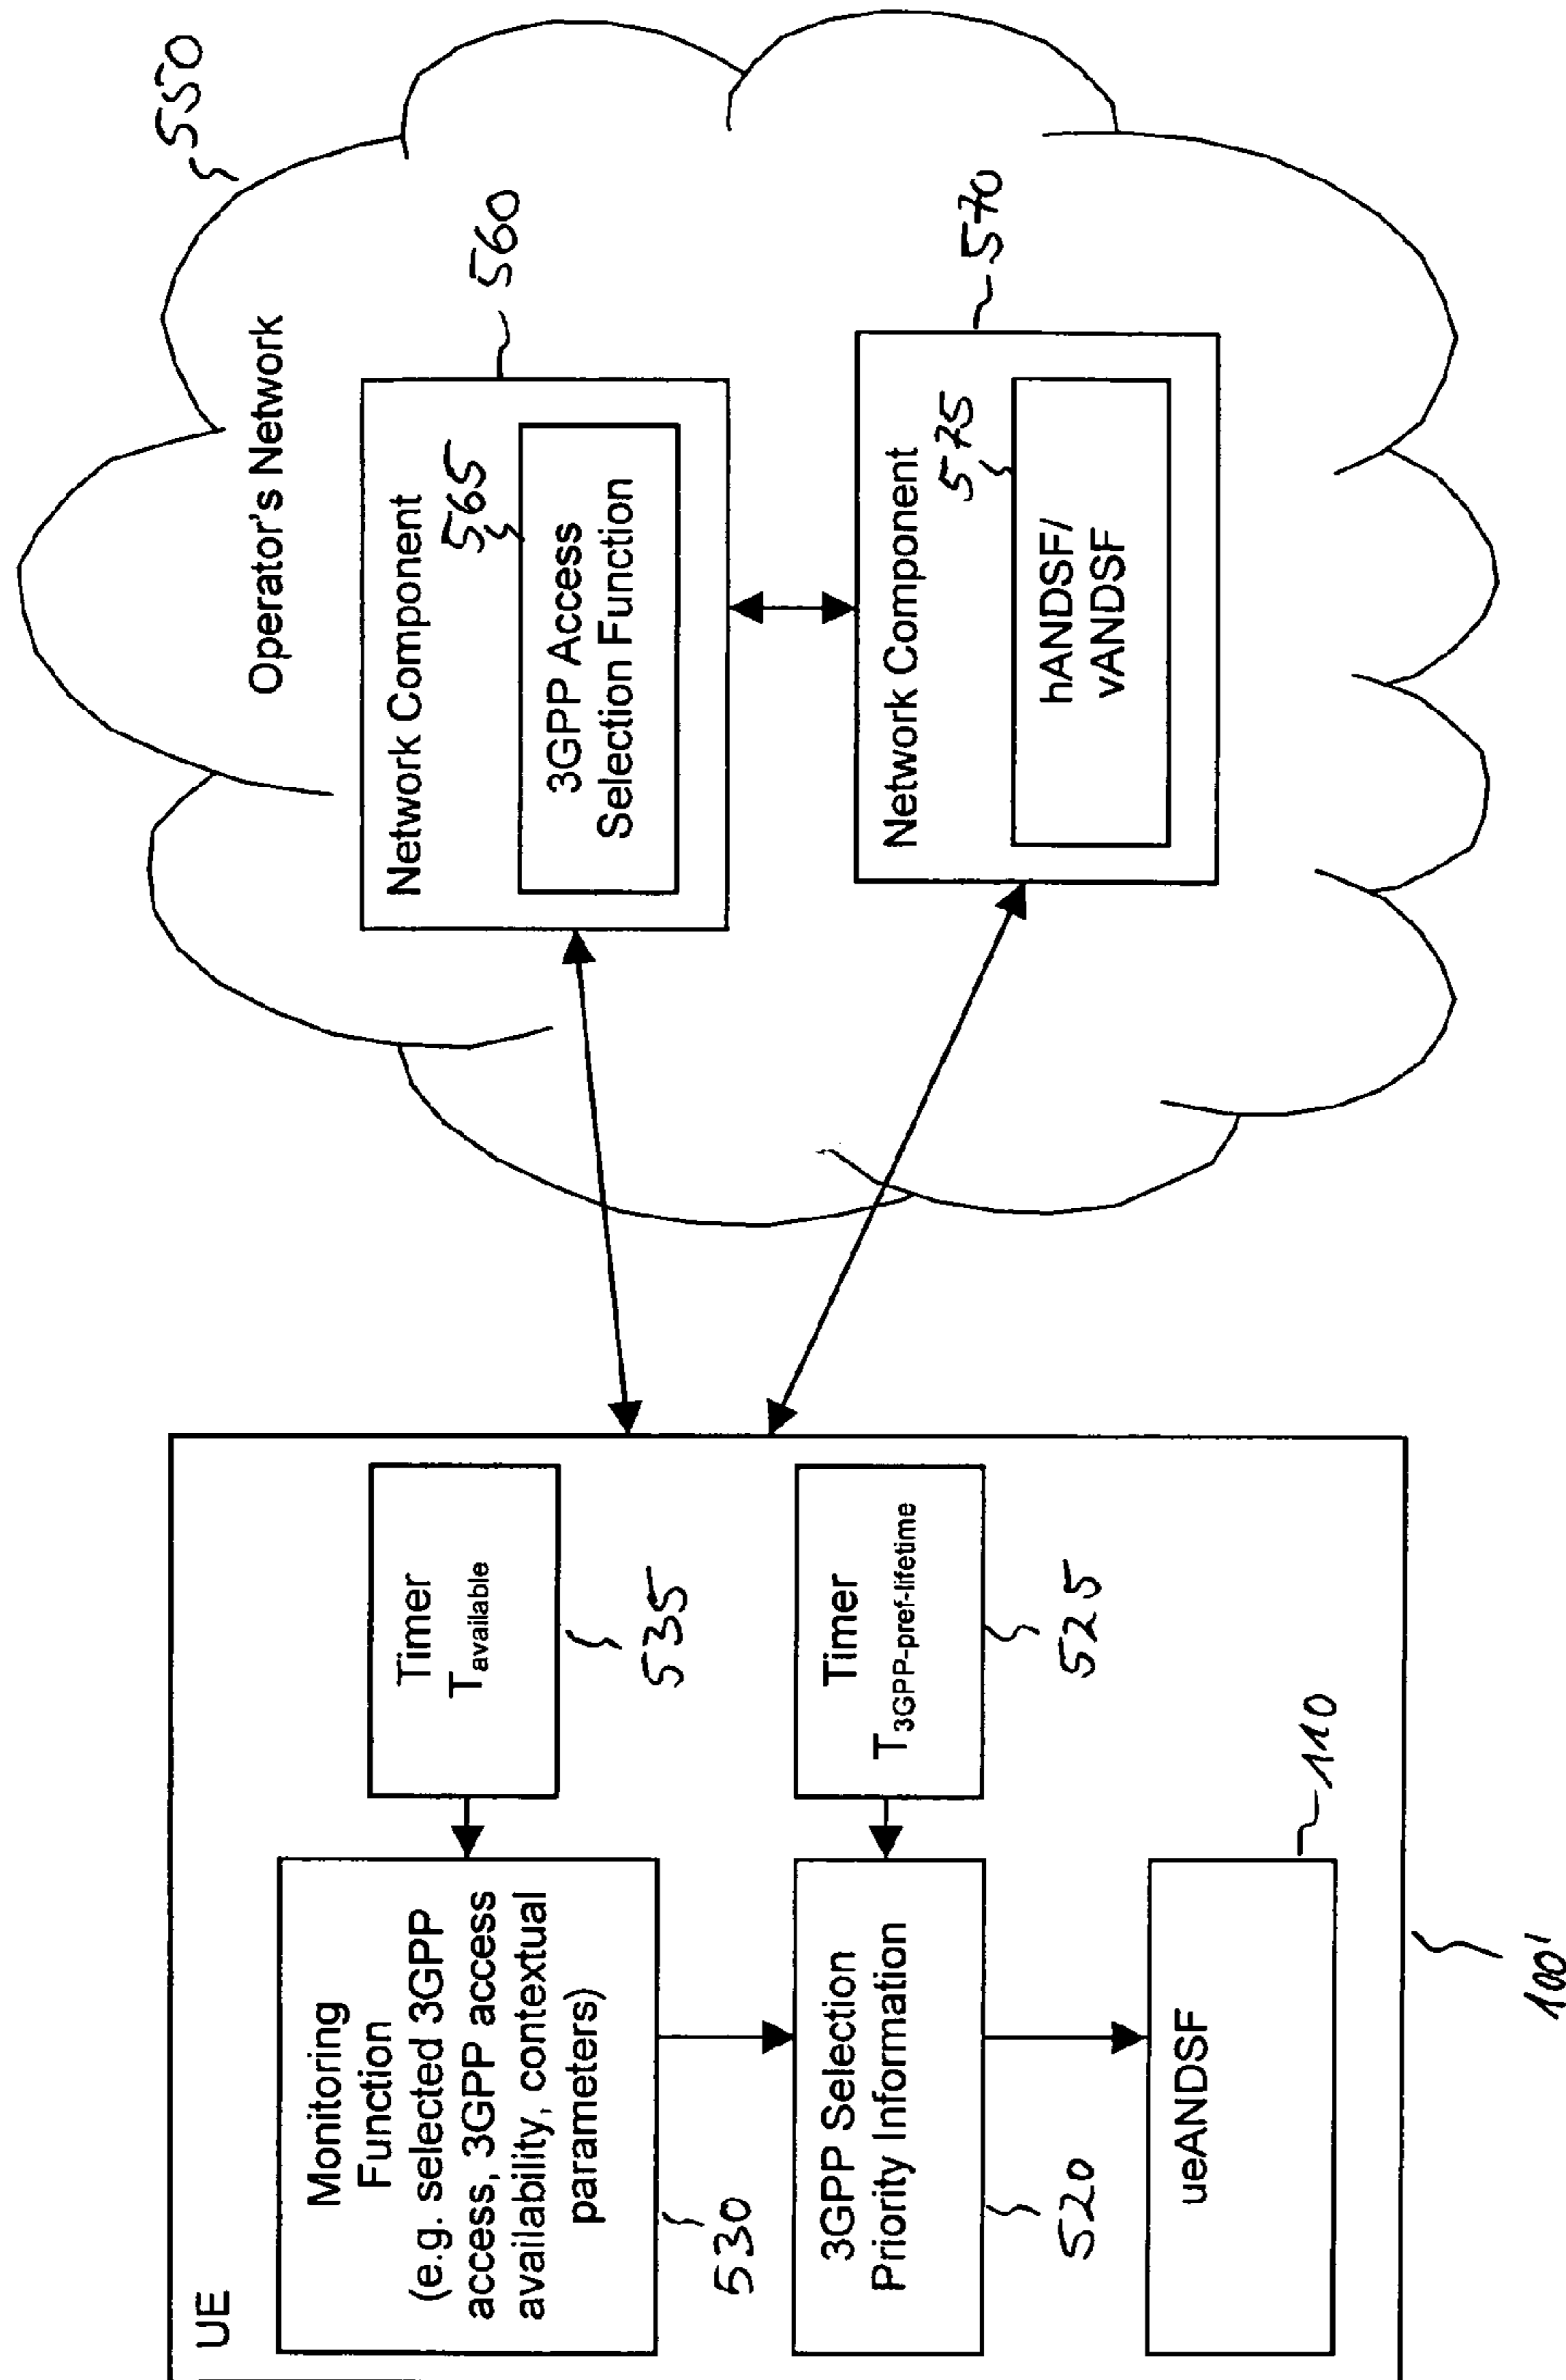 UE
Monitoring
Function
(e.g. selected 3GPP
access, 3GPP access
availability, contextual
parameters)
530
Timer
Tavailable
535
3GPP Selection
Priority Information
520
Timer
T3GPP-pref-lifetime
525
ueANDSF
110
100'
Operator's Network
550
Network Component
560
565
3GPP Access
Selection Function
Network Component
570
575
hANDSF/
vANDSF